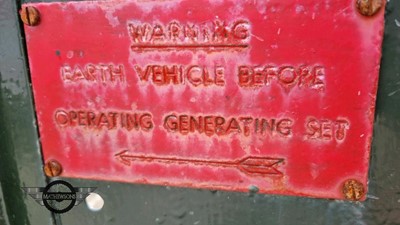 WARNING
EARTH VEHICLE BEFORE
OPERATING GENERATING SET